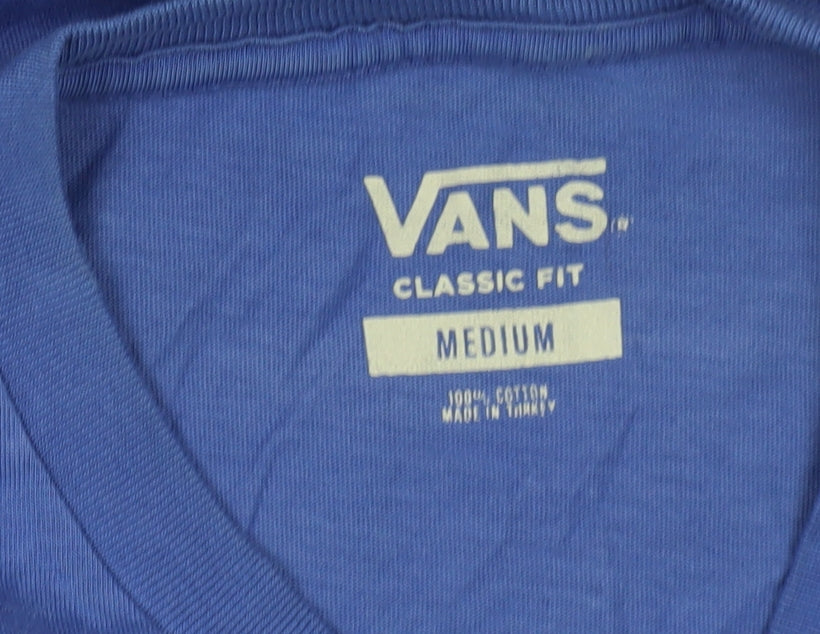 VANS
CLASSIC FIT
MEDIUM
100% COTTON
MADE IN TURKEY